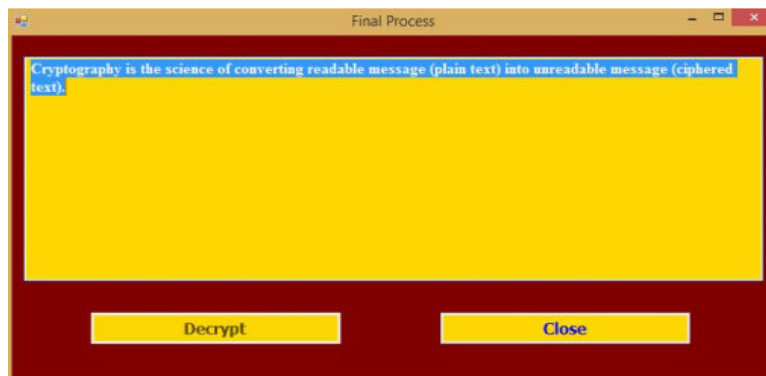 Final Process
Cryptography is the science of converting readable message (plain text) into unreadable message (ciphered
text).
Decrypt
Close